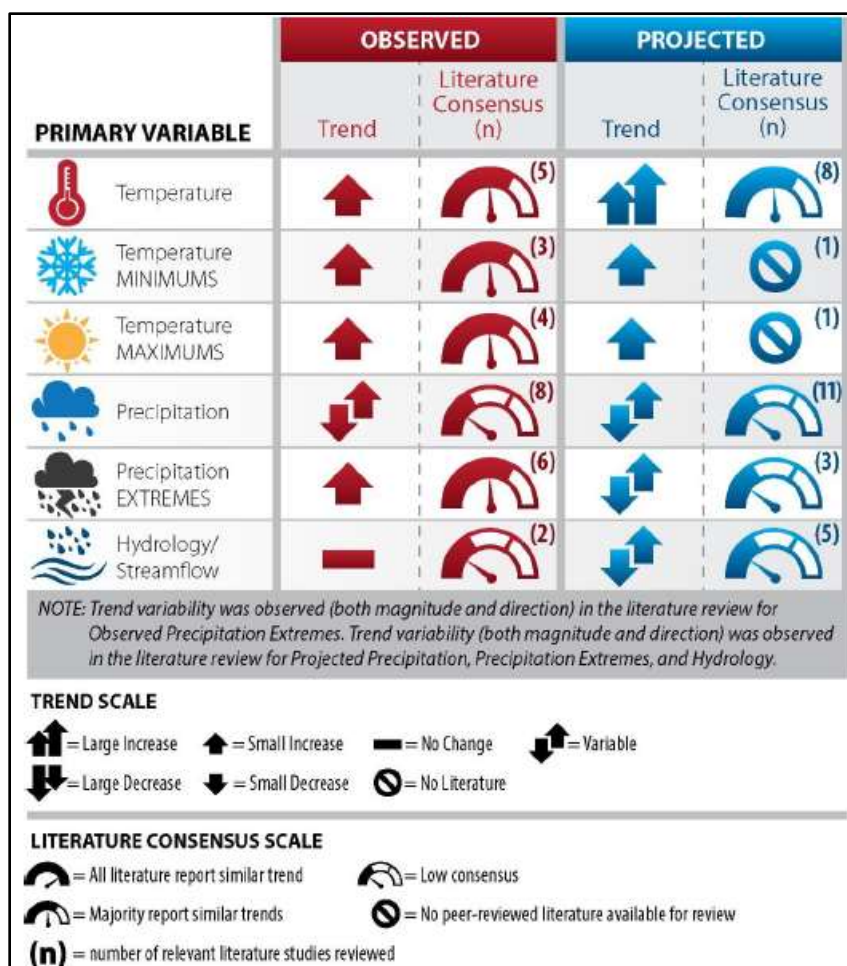 OBSERVED PROJECTED
PRIMARY VARIABLE Trend Literature Consensus (n) Trend Literature Consensus (n)
Temperature (5) (8)
Temperature MINIMUMS (3) (1)
Temperature MAXIMUMS (4) (1)
Precipitation (8) (11)
Precipitation EXTREMES (6) (3)
Hydrology/ Streamflow (2) (5)
NOTE: Trend variability was observed (both magnitude and direction) in the literature review for
Observed Precipitation Extremes. Trend variability (both magnitude and direction) was observed
in the literature review for Projected Precipitation, Precipitation Extremes, and Hydrology.
TREND SCALE
= Large Increase = Small Increase = No Change = Variable
= Large Decrease = Small Decrease = No Literature
LITERATURE CONSENSUS SCALE
= All literature report similar trend = Low consensus
= Majority report similar trends = No peer-reviewed literature available for review
(n) = number of relevant literature studies reviewed